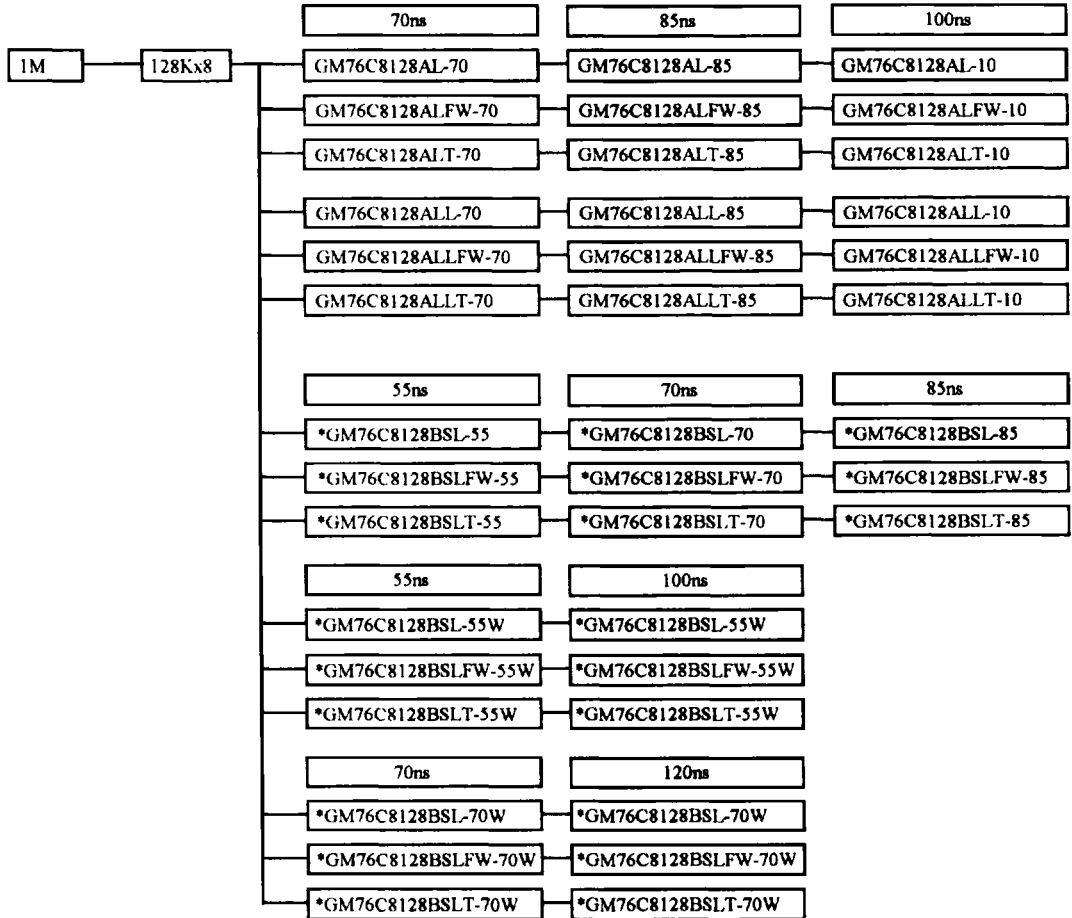 70ns 85ns 100ns
1M 128Kx8 GM76C8128AL-70 GM76C8128AL-85 GM76C8128AL-10
GM76C8128ALFW-70 GM76C8128ALFW-85 GM76C8128ALFW-10
GM76C8128ALT-70 GM76C8128ALT-85 GM76C8128ALT-10
GM76C8128ALL-70 GM76C8128ALL-85 GM76C8128ALL-10
GM76C8128ALLFW-70 GM76C8128ALLFW-85 GM76C8128ALLFW-10
GM76C8128ALLT-70 GM76C8128ALLT-85 GM76C8128ALLT-10
55ns 70ns 85ns
*GM76C8128BSL-55 *GM76C8128BSL-70 *GM76C8128BSL-85
*GM76C8128BSLFW-55 *GM76C8128BSLFW-70 *GM76C8128BSLFW-85
*GM76C8128BSLT-55 *GM76C8128BSLT-70 *GM76C8128BSLT-85
55ns 100ns
*GM76C8128BSL-55W *GM76C8128BSL-55W
*GM76C8128BSLFW-55W *GM76C8128BSLFW-55W
*GM76C8128BSLT-55W *GM76C8128BSLT-55W
70ns 120ns
*GM76C8128BSL-70W *GM76C8128BSL-70W
*GM76C8128BSLFW-70W *GM76C8128BSLFW-70W
*GM76C8128BSLT-70W *GM76C8128BSLT-70W